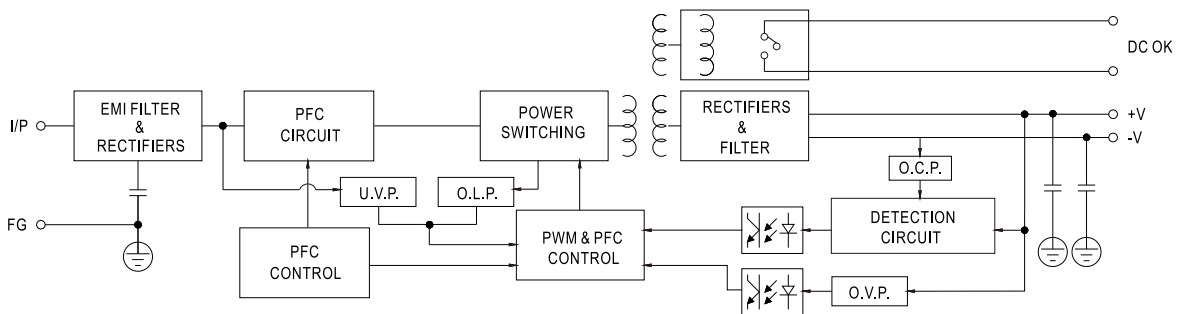 DC OK
I/P
EMI FILTER
&
RECTIFIERS
PFC
CIRCUIT
POWER
SWITCHING
RECTIFIERS
&
FILTER
+V
-V
U.V.P.
O.L.P.
O.C.P.
FG
PFC
CONTROL
PWM & PFC
CONTROL
DETECTION
CIRCUIT
O.V.P.